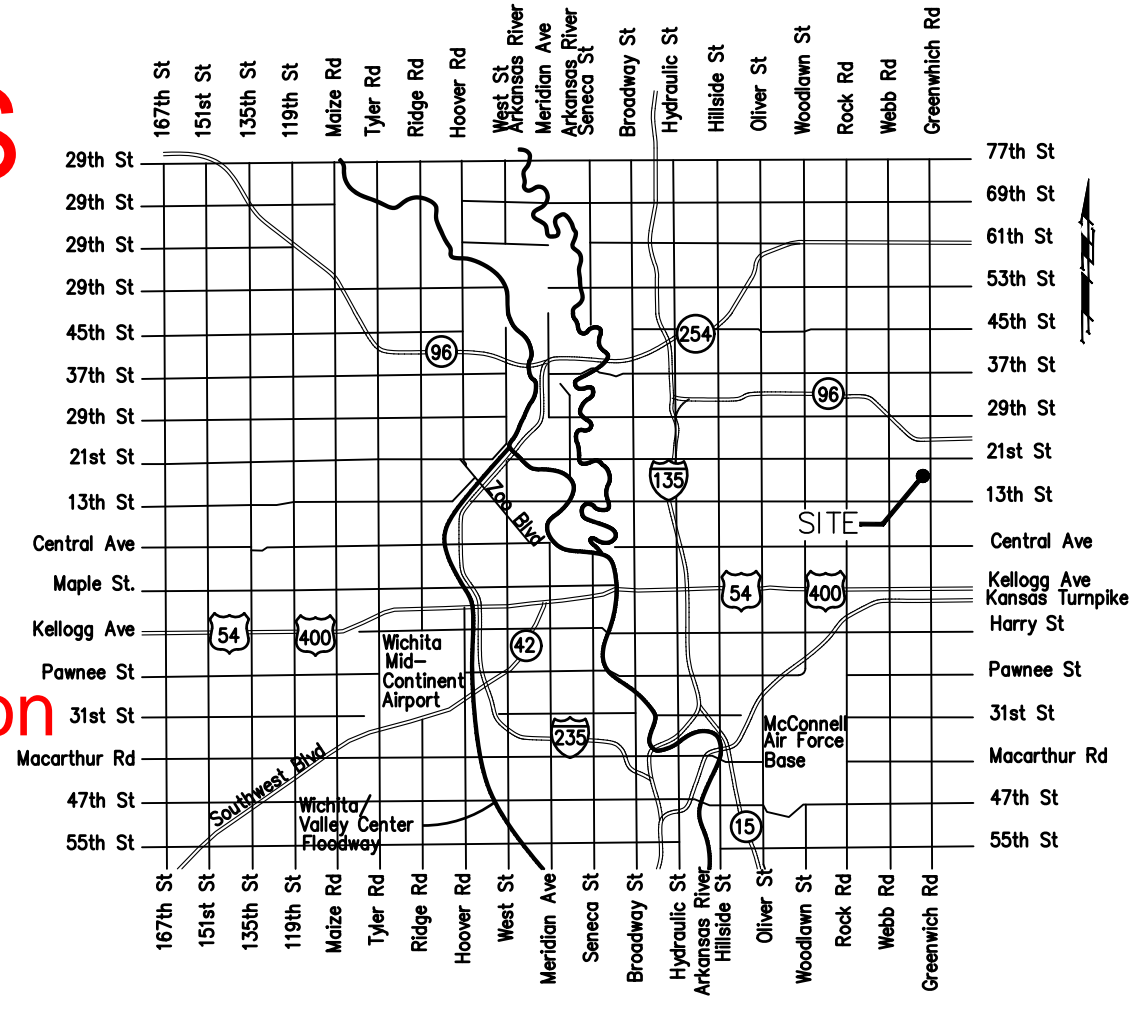 167th St
151st St
135th St
119th St
Maize Rd
Tyler Rd
Ridge Rd
Hoover Rd
West St
Arkansas River
Meridian Ave
Arkansas River
Seneca St
Broadway St
Hydraulic St
Hillside St
Oliver St
Woodlawn St
Rock Rd
Webb Rd
Greenwhich Rd
S
29th St
77th St
29th St
69th St
29th St
61th St
29th St
53th St
45th St
254
45th St
96
37th St
37th St
96
29th St
29th St
21st St
21st St
135
13th St
Zoo Blvd
13th St
SITE
Central Ave
Central Ave
Maple St.
54
400
Kellogg Ave
Kansas Turnpike
Kellogg Ave
54
400
42
Harry St
Wichita
Mid-
Continent
Airport
Pawnee St
Pawnee St
on
31st St
235
McConnell
Air Force
Base
31st St
Macarthur Rd
Macarthur Rd
Southwest Blvd
47th St
Wichita/
Valley Center
Floodway
47th St
15
55th St
55th St
167th St
151st St
135th St
119th St
Maize Rd
Tyler Rd
Ridge Rd
Hoover Rd
West St
Meridian Ave
Seneca St
Broadway St
Hydraulic St
Arkansas River
Hillside St
Oliver St
Woodlawn St
Rock Rd
Webb Rd
Greenwich Rd